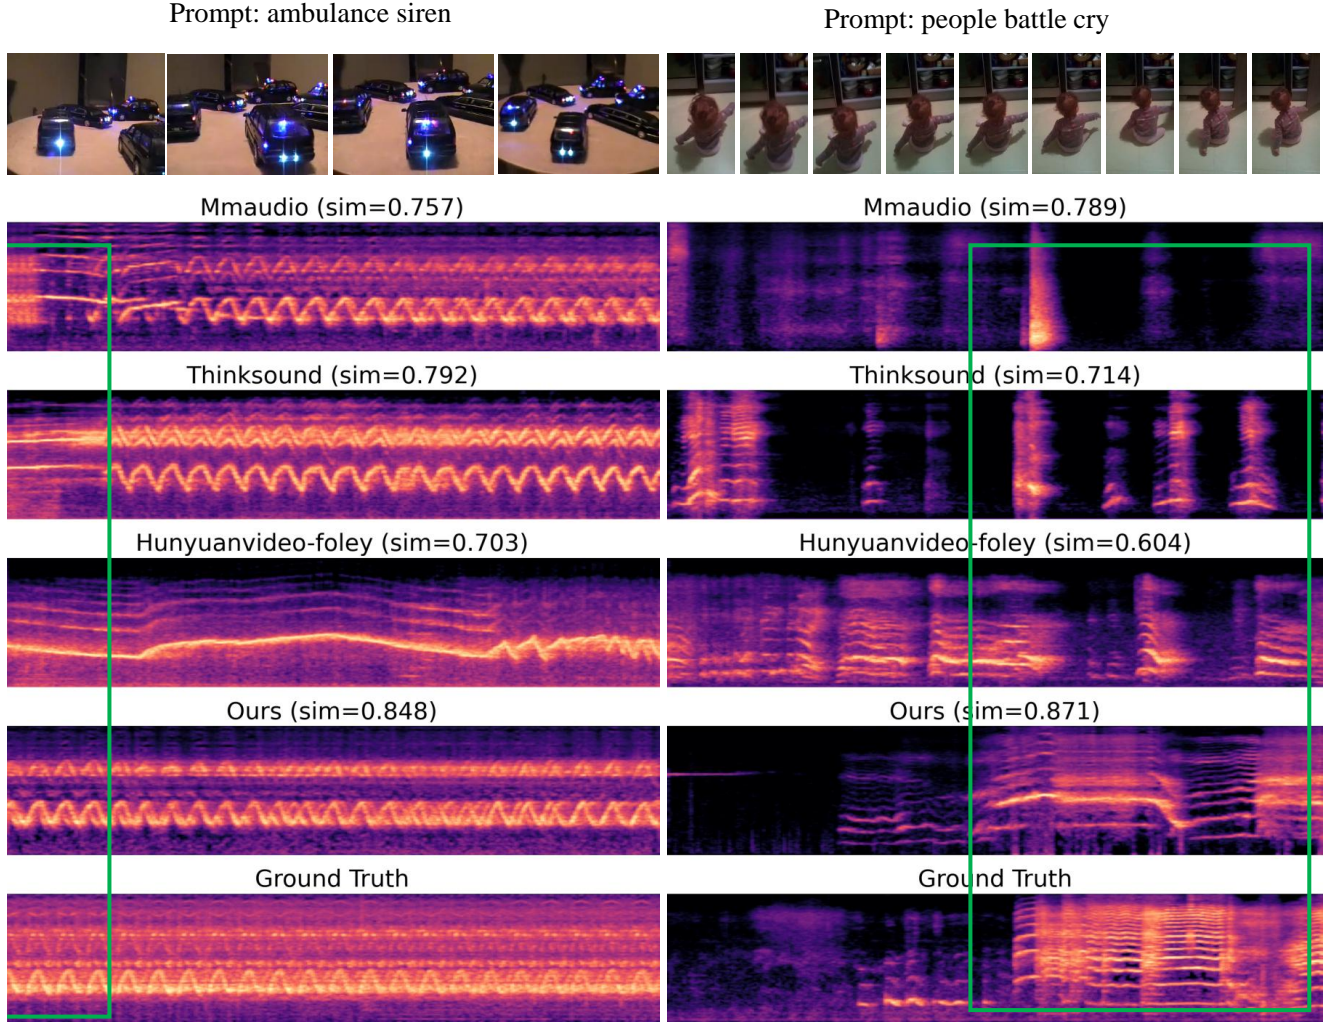 Prompt: ambulance siren
Prompt: people battle cry
Mmaudio (sim=0.757)
Mmaudio (sim=0.789)
Thinksound (sim=0.792)
Thinksound (sim=0.714)
Hunyuanvideo-foley (sim=0.703)
Hunyuanvideo-foley (sim=0.604)
Ours (sim=0.848)
Ours (sim=0.871)
Ground Truth
Ground Truth